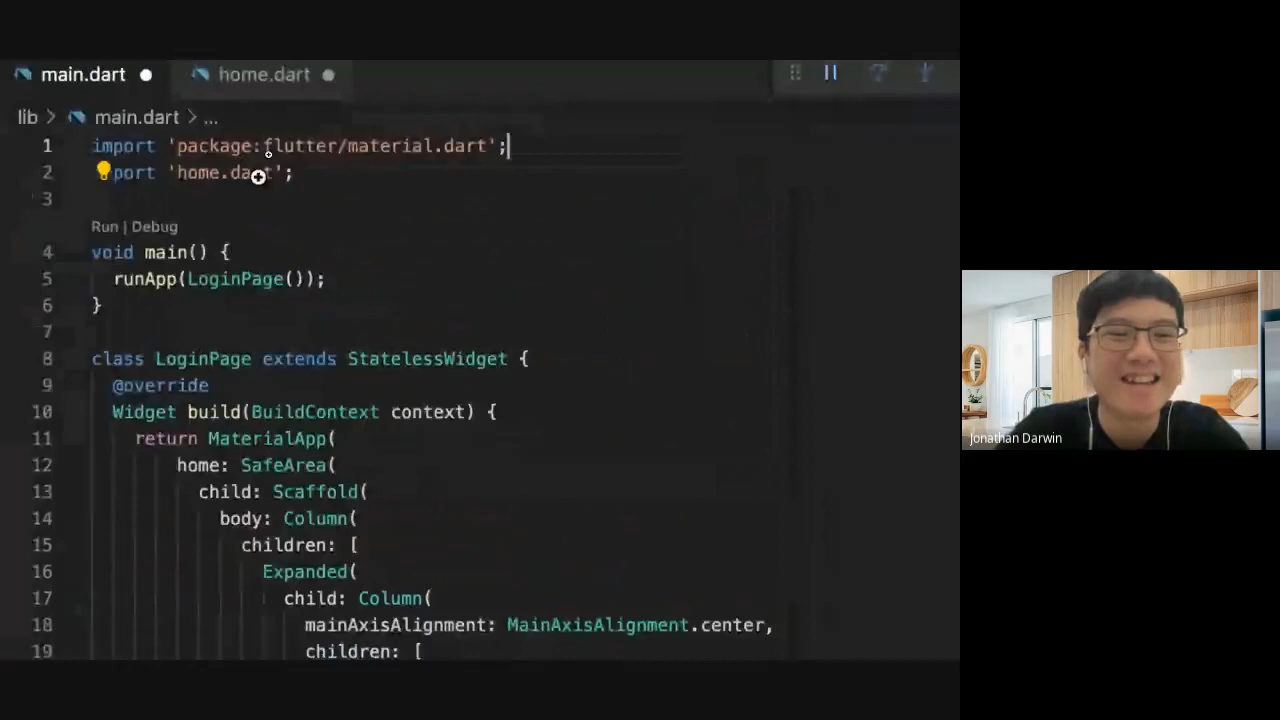 main.dart home.dart
lib > main.dart > ...
1 import 'package:flutter/material.dart';
2 port 'home.dart';
3
Run | Debug
4 void main() {
5 runApp(LoginPage());
6 }
7
8 class LoginPage extends StatelessWidget {
9 @override
10 Widget build(BuildContext context) {
11 return MaterialApp(
12 home: SafeArea(
13 child: Scaffold(
14 body: Column(
15 children: [
16 Expanded(
17 child: Column(
18 mainAxisAlignment: MainAxisAlignment.center,
19 children: [
Jonathan Darwin